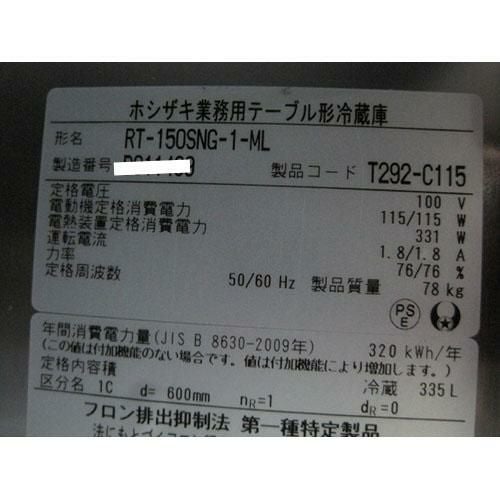 ホシザキ業務用テーブル形冷蔵庫
形名 RT-150SNG-1-ML
製造番号 製品コード T292-C115
定格電圧 100 V
電動機定格消費電力 115/115 W
電熱装置定格消費電力 331 W
運転電流 1.8/1.8 A
力率 76/76 %
定格周波数 50/60 Hz 製品質量 78 kg
PS
E
年間消費電力量(JIS B 8630-2009年) 320 kWh/年
(この値は付加機能のない場合です。値は付加機能により増加します。)
定格内容積 冷蔵 335 L
区分名 1C d= 600mm nR=1 dR=0
フロン排出抑制法 第一種特定製品